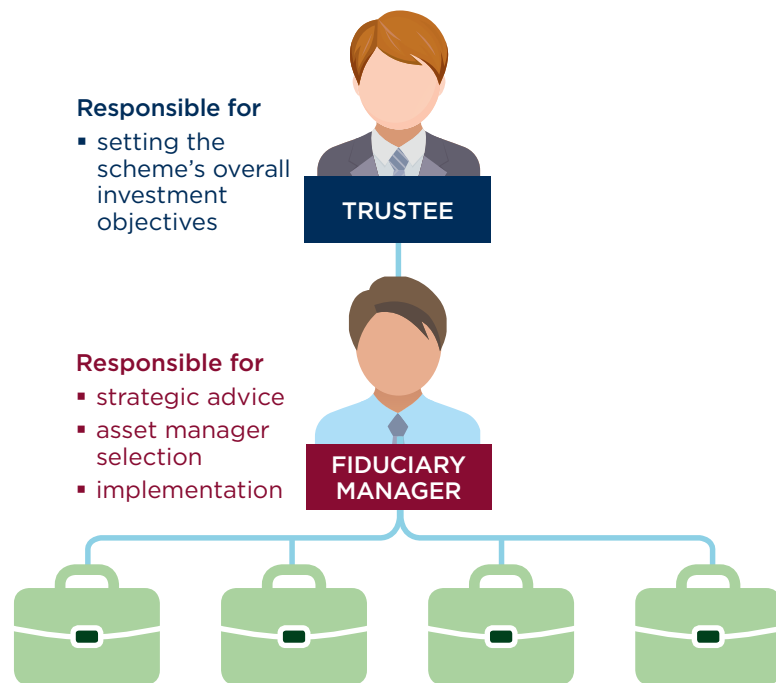 Responsible for
▪ setting the
scheme's overall
investment
objectives
TRUSTEE
Responsible for
▪ strategic advice
▪ asset manager
selection
▪ implementation
FIDUCIARY
MANAGER